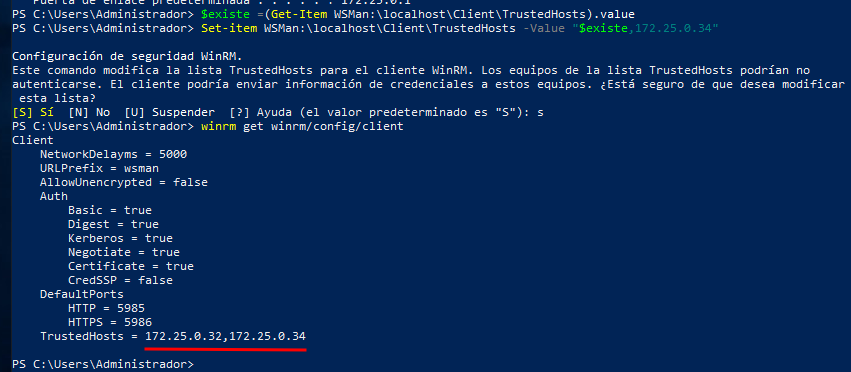 Puerta de enlace predeterminada . . . . . : 172.25.0.1
PS C:\Users\Administrador> $existe =(Get-Item WSMan:\localhost\Client\TrustedHosts).value
PS C:\Users\Administrador> Set-item WSMan:\localhost\Client\TrustedHosts -Value "$existe,172.25.0.34"
Configuración de seguridad WinRM.
Este comando modifica la lista TrustedHosts para el cliente WinRM. Los equipos de la lista TrustedHosts podrían no
autenticarse. El cliente podría enviar información de credenciales a estos equipos. ¿Está seguro de que desea modificar
esta lista?
[S] Sí  [N] No  [U] Suspender  [?] Ayuda (el valor predeterminado es "S"): s
PS C:\Users\Administrador> winrm get winrm/config/client
Client
    NetworkDelayms = 5000
    URLPrefix = wsman
    AllowUnencrypted = false
    Auth
        Basic = true
        Digest = true
        Kerberos = true
        Negotiate = true
        Certificate = true
        CredSSP = false
    DefaultPorts
        HTTP = 5985
        HTTPS = 5986
    TrustedHosts = 172.25.0.32,172.25.0.34
PS C:\Users\Administrador>